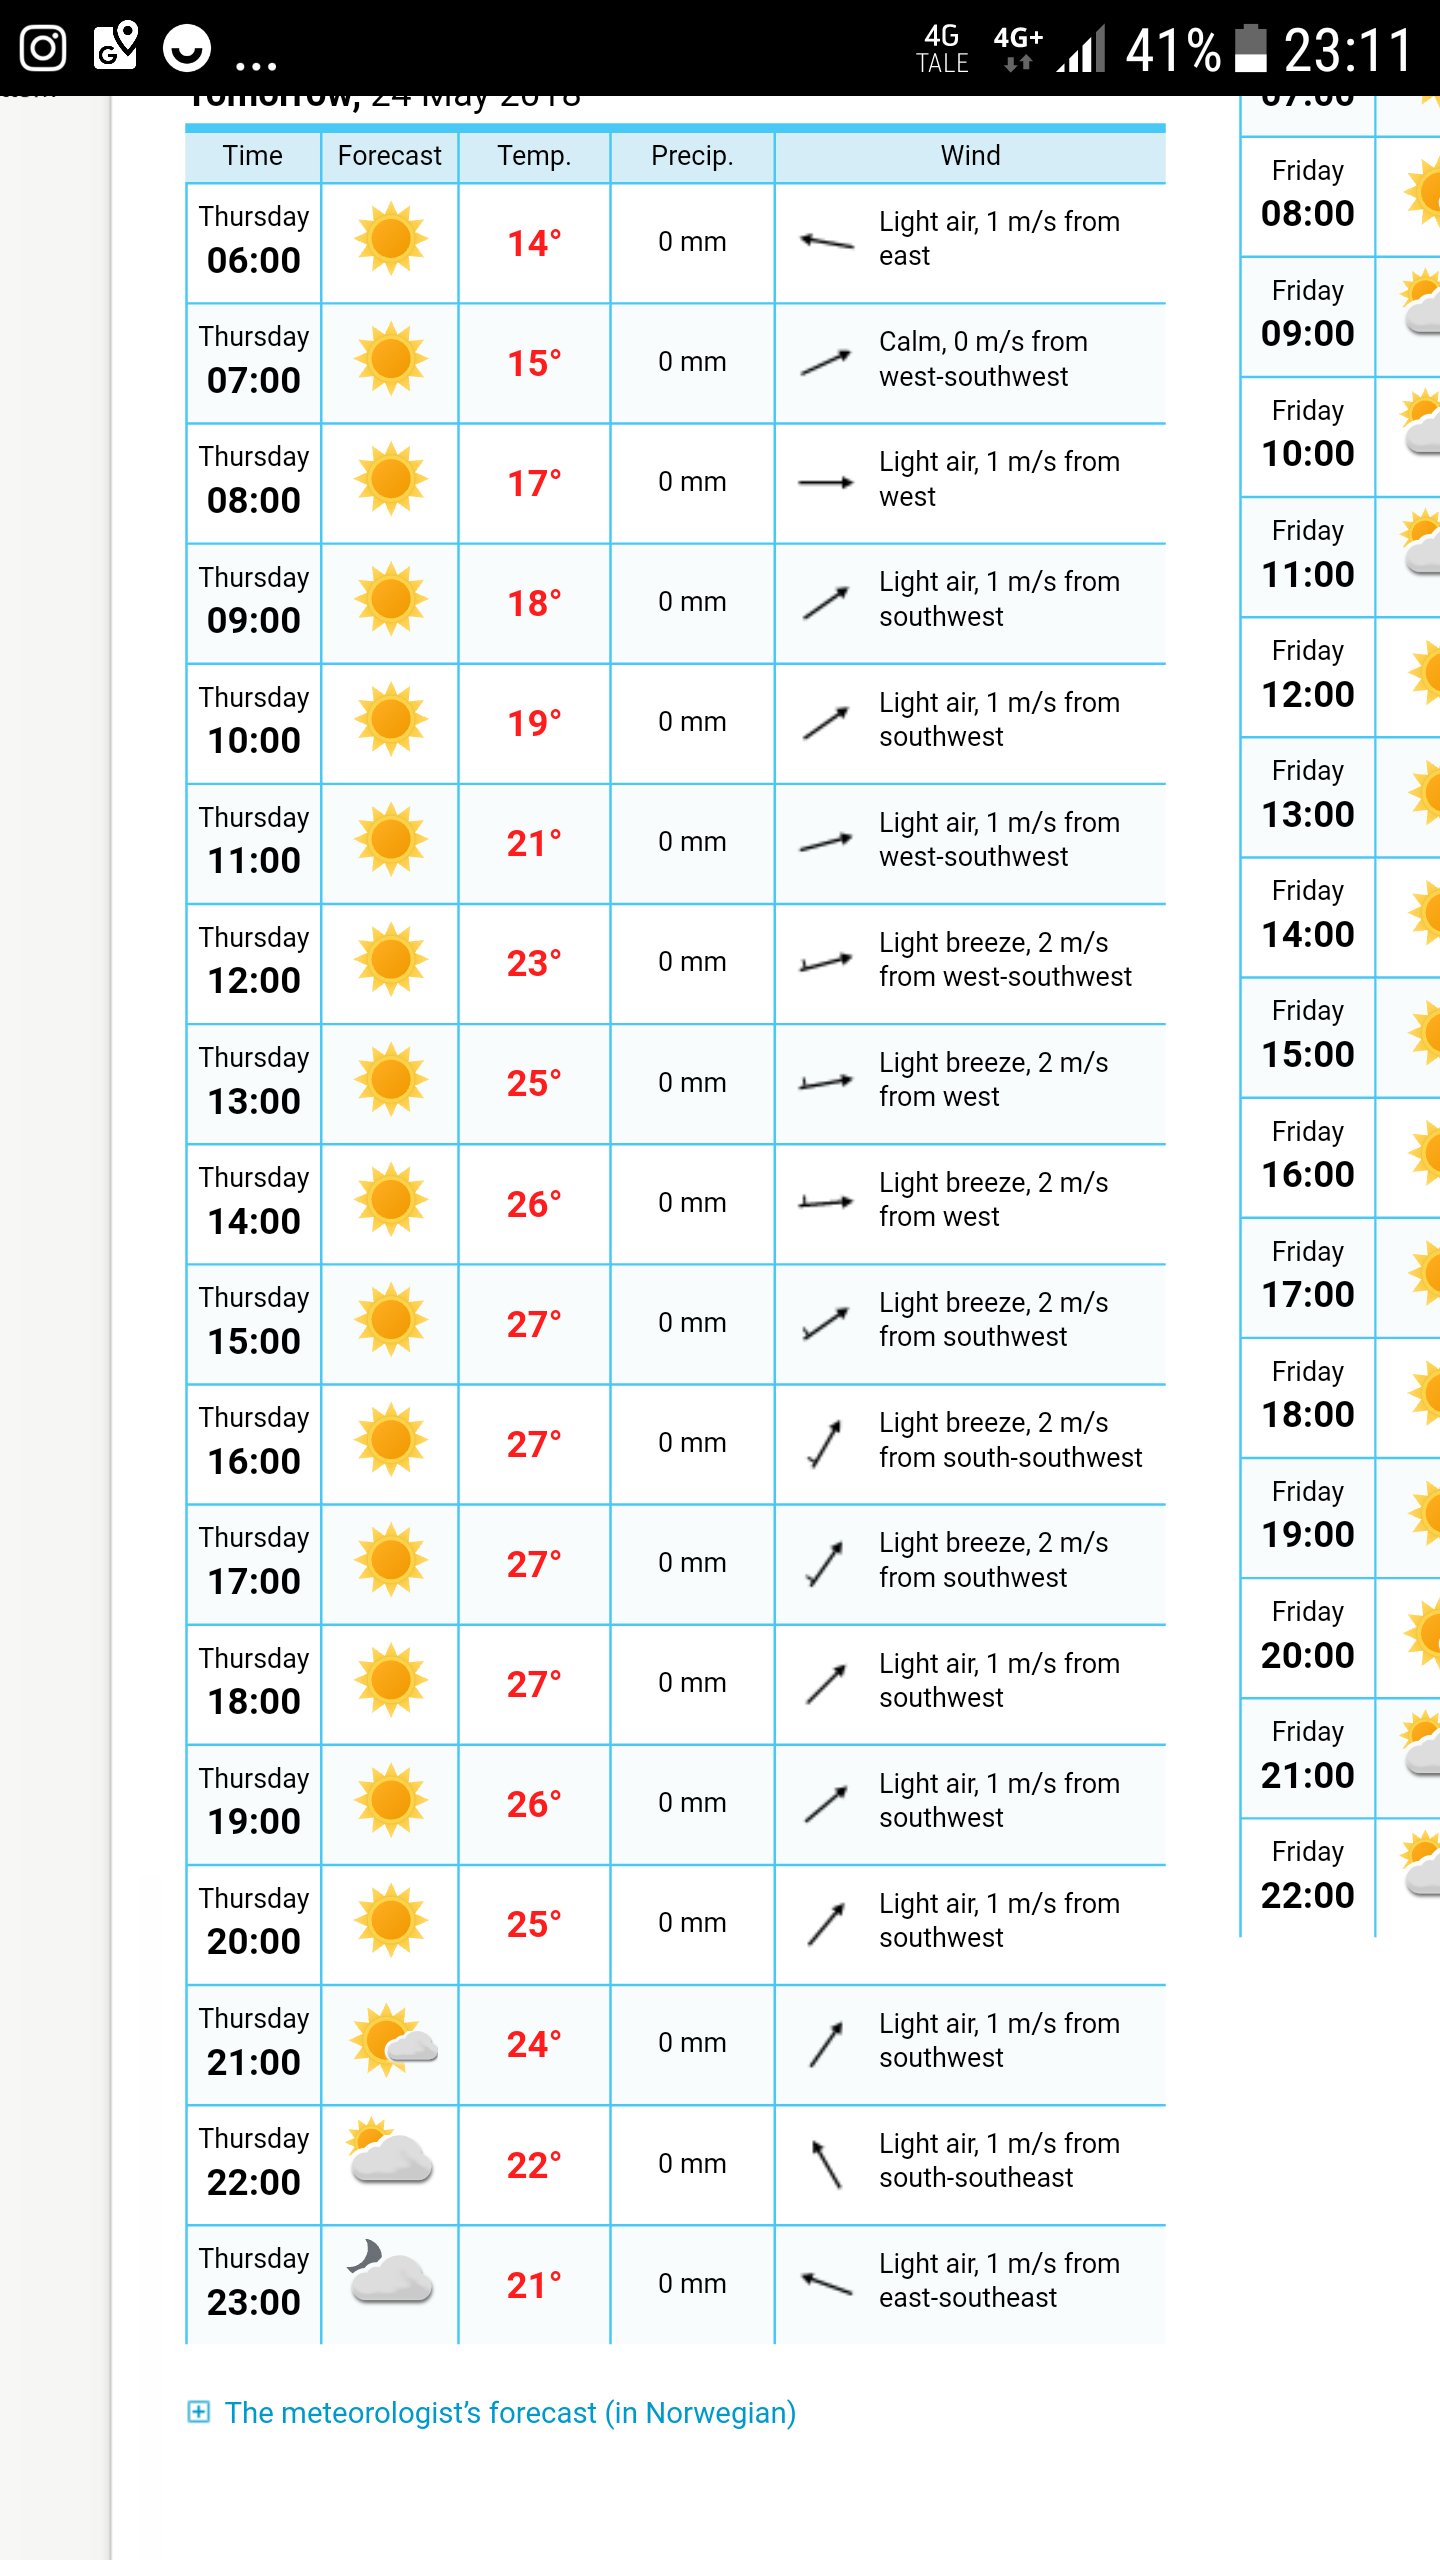 4G
TALE
4G+
41%
23:11
Tomorrow, 24 May 2018
Time Forecast Temp. Precip. Wind
Thursday
06:00
14°
0 mm
Light air, 1 m/s from
east
Thursday
07:00
15°
0 mm
Calm, 0 m/s from
west-southwest
Thursday
08:00
17°
0 mm
Light air, 1 m/s from
west
Thursday
09:00
18°
0 mm
Light air, 1 m/s from
southwest
Thursday
10:00
19°
0 mm
Light air, 1 m/s from
southwest
Thursday
11:00
21°
0 mm
Light air, 1 m/s from
west-southwest
Thursday
12:00
23°
0 mm
Light breeze, 2 m/s
from west-southwest
Thursday
13:00
25°
0 mm
Light breeze, 2 m/s
from west
Thursday
14:00
26°
0 mm
Light breeze, 2 m/s
from west
Thursday
15:00
27°
0 mm
Light breeze, 2 m/s
from southwest
Thursday
16:00
27°
0 mm
Light breeze, 2 m/s
from south-southwest
Thursday
17:00
27°
0 mm
Light breeze, 2 m/s
from southwest
Thursday
18:00
27°
0 mm
Light air, 1 m/s from
southwest
Thursday
19:00
26°
0 mm
Light air, 1 m/s from
southwest
Thursday
20:00
25°
0 mm
Light air, 1 m/s from
southwest
Thursday
21:00
24°
0 mm
Light air, 1 m/s from
southwest
Thursday
22:00
22°
0 mm
Light air, 1 m/s from
south-southeast
Thursday
23:00
21°
0 mm
Light air, 1 m/s from
east-southeast
The meteorologist's forecast (in Norwegian)
07:00
Friday
08:00
Friday
09:00
Friday
10:00
Friday
11:00
Friday
12:00
Friday
13:00
Friday
14:00
Friday
15:00
Friday
16:00
Friday
17:00
Friday
18:00
Friday
19:00
Friday
20:00
Friday
21:00
Friday
22:00